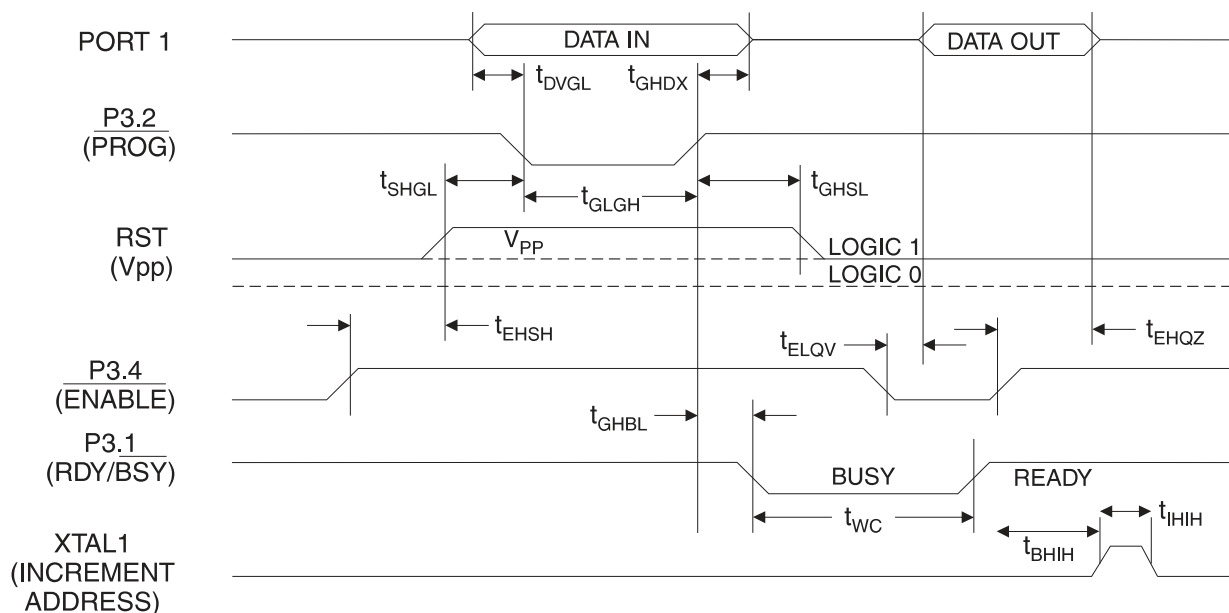 PORT 1
DATA IN
DATA OUT
tDVGL
tGHDX
P3.2
(PROG)
tSHGL
tGLGH
tGHSL
RST
(Vpp)
VPP
LOGIC 1
LOGIC 0
tEHSH
tELQV
tEHQZ
P3.4
(ENABLE)
tGHBL
P3.1
(RDY/BSY)
BUSY
READY
tWC
tIHIH
tBHIH
XTAL1
(INCREMENT
ADDRESS)